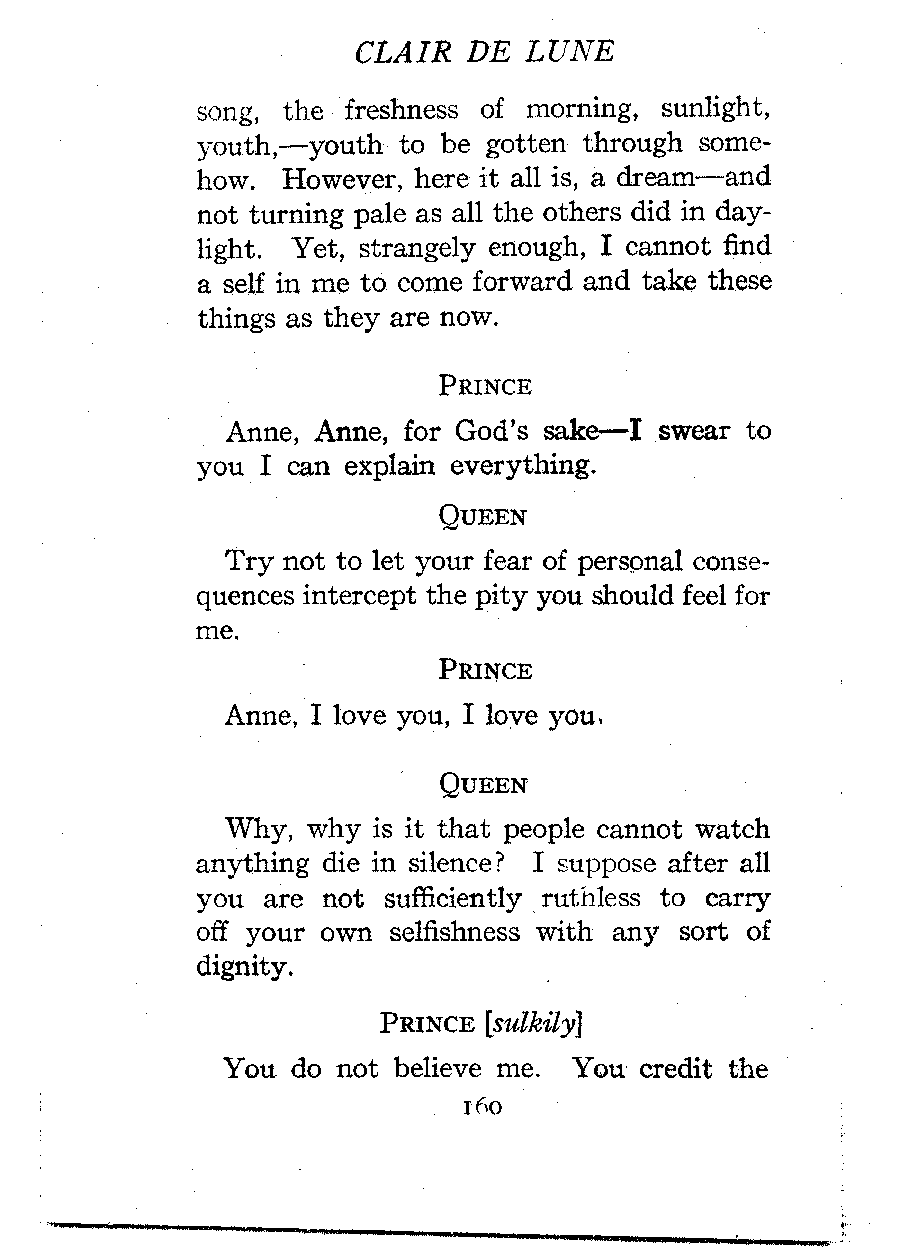 CLAIR DE LUNE
song, the freshness of morning, sunlight,
youth,—youth to be gotten through some-
how. However, here it all is, a dream—and
not turning pale as all the others did in day-
light. Yet, strangely enough, I cannot find
a self in me to come forward and take these
things as they are now.
PRINCE
Anne, Anne, for God's sake—I swear to
you I can explain everything.
QUEEN
Try not to let your fear of personal conse-
quences intercept the pity you should feel for
me.
PRINCE
Anne, I love you, I love you.
QUEEN
Why, why is it that people cannot watch
anything die in silence? I suppose after all
you are not sufficiently ruthless to carry
off your own selfishness with any sort of
dignity.
PRINCE [sulkily]
You do not believe me. You credit the
160